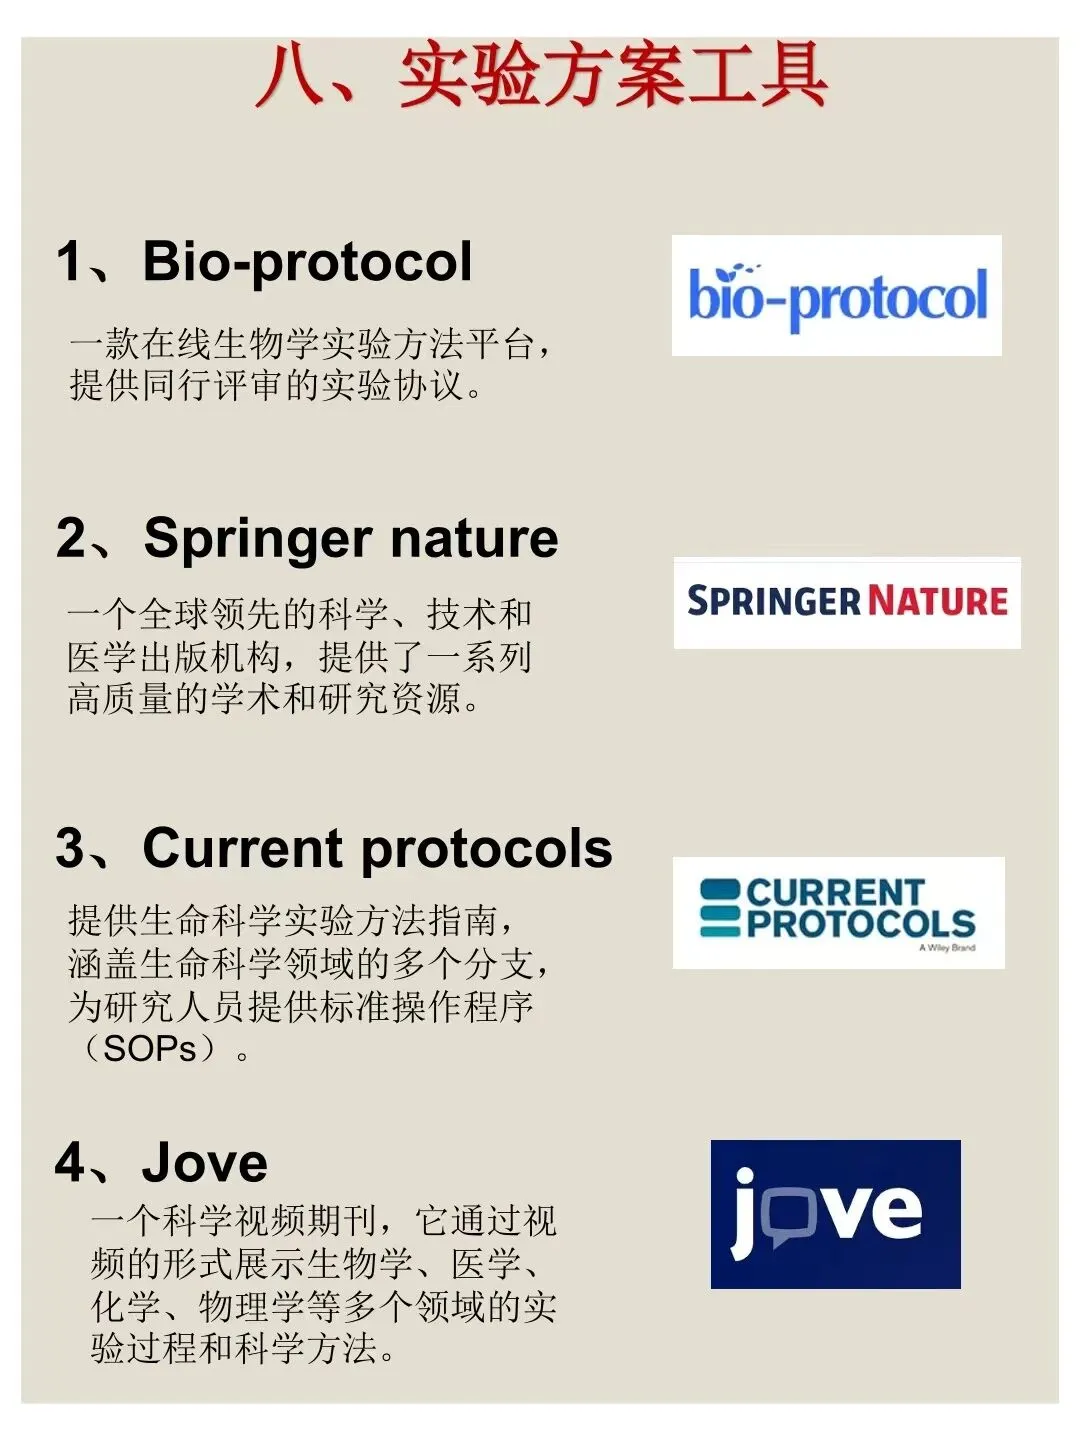 八、实验方案工具
1、Bio-protocol
bio-protocol
一款在线生物学实验方法平台，
提供同行评审的实验协议。
2、Springer nature
SPRINGER NATURE
一个全球领先的科学、技术和
医学出版机构，提供了一系列
高质量的学术和研究资源。
3、Current protocols
CURRENT
PROTOCOLS
A Wiley Brand
提供生命科学实验方法指南，
涵盖生命科学领域的多个分支，
为研究人员提供标准操作程序
（SOPs）。
4、Jove
jove
一个科学视频期刊，它通过视
频的形式展示生物学、医学、
化学、物理学等多个领域的实
验过程和科学方法。